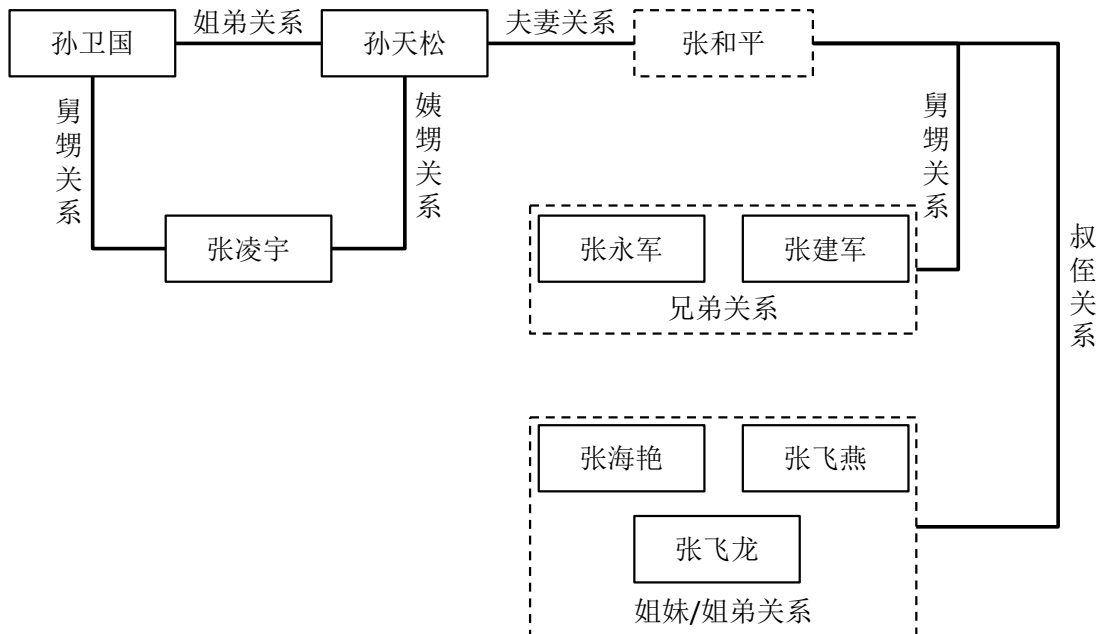 孙卫国
姐弟关系
孙天松
夫妻关系
张和平
舅甥关系
姨甥关系
舅甥关系
叔侄关系
张凌宇
张永军
张建军
兄弟关系
张海艳
张飞燕
张飞龙
姐妹/姐弟关系